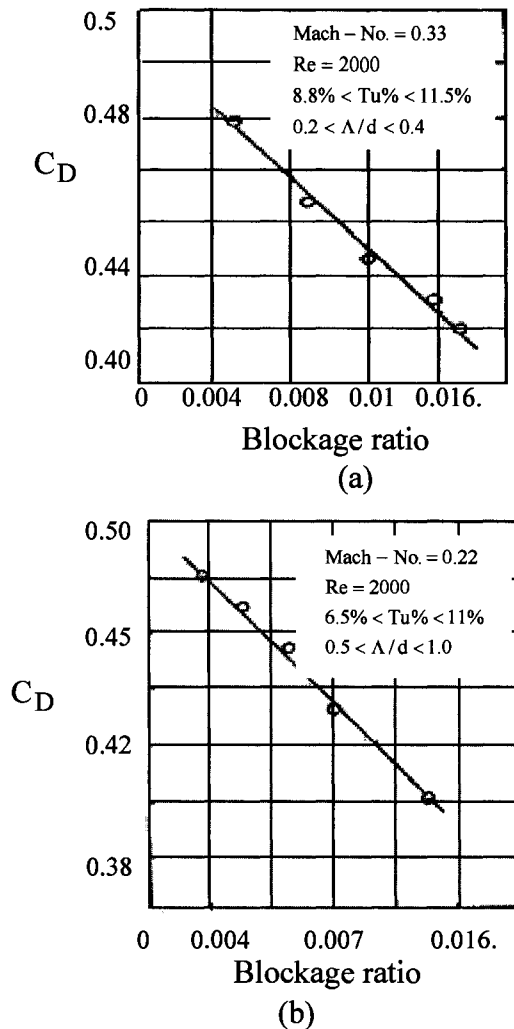 0.5
Mach – No. = 0.33
Re = 2000
8.8% < Tu% < 11.5%
0.2 < Λ/d < 0.4
0.48
C_D
0.44
0.40
0 0.004 0.008 0.01 0.016.
Blockage ratio
(a)
0.50
Mach – No. = 0.22
Re = 2000
6.5% < Tu% < 11%
0.5 < Λ/d < 1.0
0.45
C_D
0.42
0.38
0 0.004 0.007 0.016.
Blockage ratio
(b)